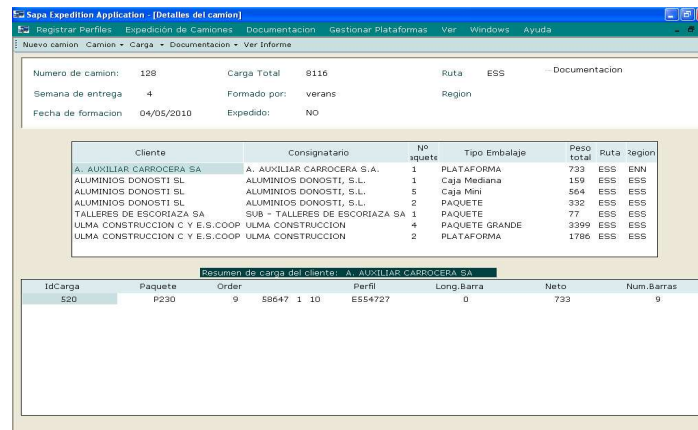 Sapa Expedition Application - [Detalles del camion]
Registrar Perfiles Expedición de Camiones Documentacion Gestionar Plataformas Ver Windows Ayuda
Nuevo camion Camion Carga Documentacion Ver Informe
Numero de camion: 128 Carga Total 8116 Ruta ESS Documentacion
Semana de entrega 4 Formado por: verans Region
Fecha de formacion 04/05/2010 Expedido: NO
Cliente Consignatario Nº aquete Tipo Embalaje Peso total Ruta Region
A. AUXILIAR CARROCERA SA A. AUXILIAR CARROCERA S.A. 1 PLATAFORMA 733 ESS ENN
ALUMINIOS DONOSTI SL ALUMINIOS DONOSTI, S.L. 1 Caja Mediana 159 ESS ESS
ALUMINIOS DONOSTI SL ALUMINIOS DONOSTI, S.L. 5 Caja Mini 564 ESS ESS
ALUMINIOS DONOSTI SL ALUMINIOS DONOSTI, S.L. 2 PAQUETE 332 ESS ESS
TALLERES DE ESCORIAZA SA SUB - TALLERES DE ESCORIAZA SA 1 PAQUETE 77 ESS ESS
ULMA CONSTRUCCION C Y E.S.COOP ULMA CONSTRUCCION 4 PAQUETE GRANDE 3399 ESS ESS
ULMA CONSTRUCCION C Y E.S.COOP ULMA CONSTRUCCION 2 PLATAFORMA 1786 ESS ESS
Resumen de carga del cliente: A. AUXILIAR CARROCERA SA
IdCarga Paquete Order Perfil Long.Barra Neto Num.Barras
520 P230 9 58647 1 10 E554727 0 733 9